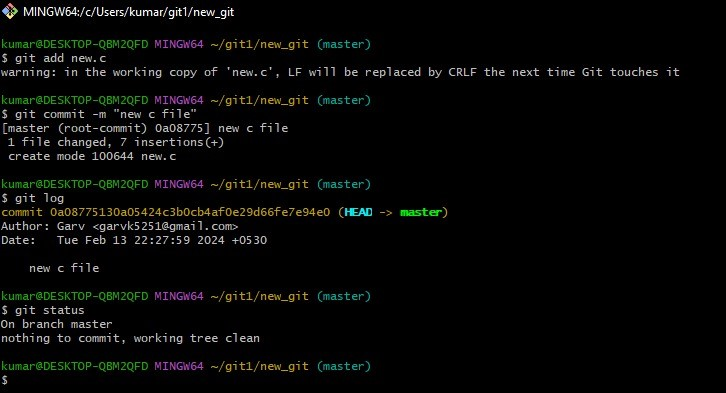 MINGW64:/c/Users/kumar/git1/new_git
kumar@DESKTOP-QBM2QFD MINGW64 ~/git1/new_git (master)
$ git add new.c
warning: in the working copy of 'new.c', LF will be replaced by CRLF the next time Git touches it
kumar@DESKTOP-QBM2QFD MINGW64 ~/git1/new_git (master)
$ git commit -m "new c file"
[master (root-commit) 0a08775] new c file
 1 file changed, 7 insertions(+)
 create mode 100644 new.c
kumar@DESKTOP-QBM2QFD MINGW64 ~/git1/new_git (master)
$ git log
commit 0a08775130a05424c3b0cb4af0e29d66fe7e94e0 (HEAD -> master)
Author: Garv <garvk5251@gmail.com>
Date:   Tue Feb 13 22:27:59 2024 +0530
    new c file
kumar@DESKTOP-QBM2QFD MINGW64 ~/git1/new_git (master)
$ git status
On branch master
nothing to commit, working tree clean
kumar@DESKTOP-QBM2QFD MINGW64 ~/git1/new_git (master)
$